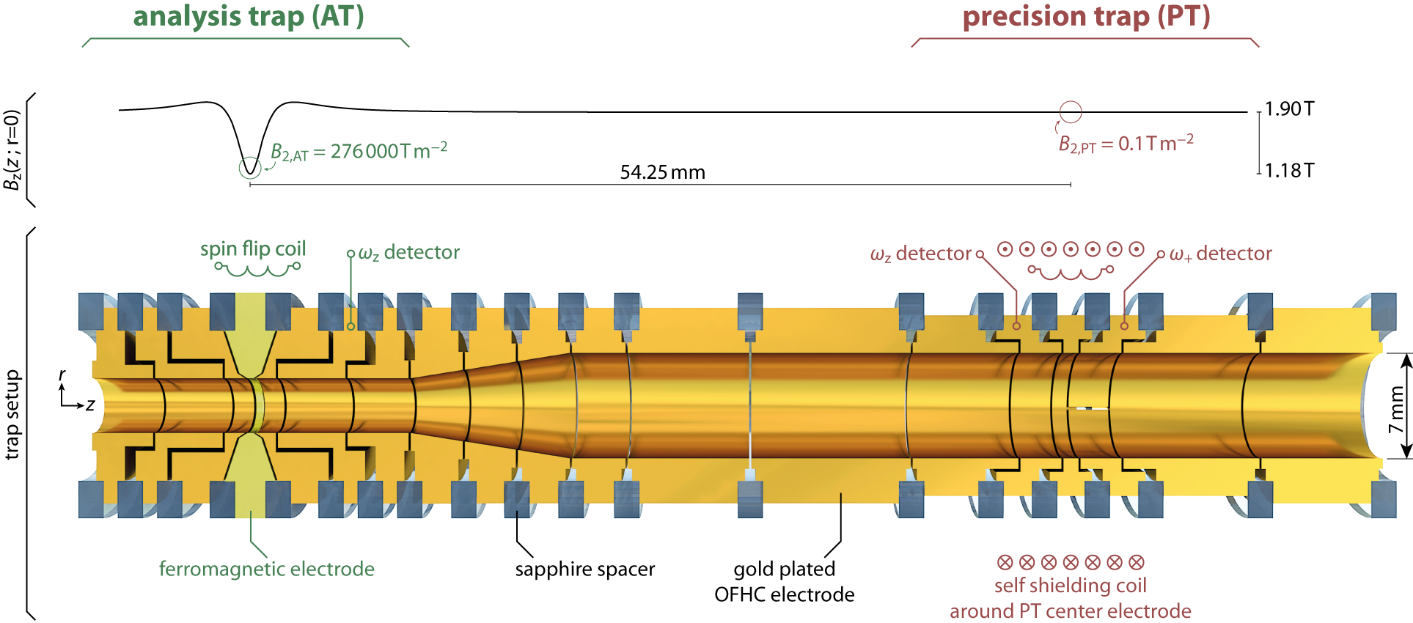 analysis trap (AT)
precision trap (PT)
B_z(z ; r=0)
B_2,AT = 276 000 T m⁻²
B_2,PT = 0.1 T m⁻²
1.90 T
1.18 T
54.25 mm
trap setup
spin flip coil
ω_z detector
ω_z detector
ω_+ detector
r
z
7 mm
ferromagnetic electrode
sapphire spacer
gold plated
OFHC electrode
self shielding coil
around PT center electrode